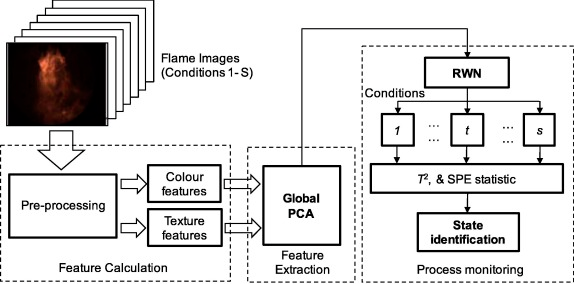 Flame Images
(Conditions 1- S)
Pre-processing
Colour
features
Texture
features
Feature Calculation
Global
PCA
Feature
Extraction
RWN
Conditions
1 ... ... t ... ... s
T², & SPE statistic
State
identification
Process monitoring